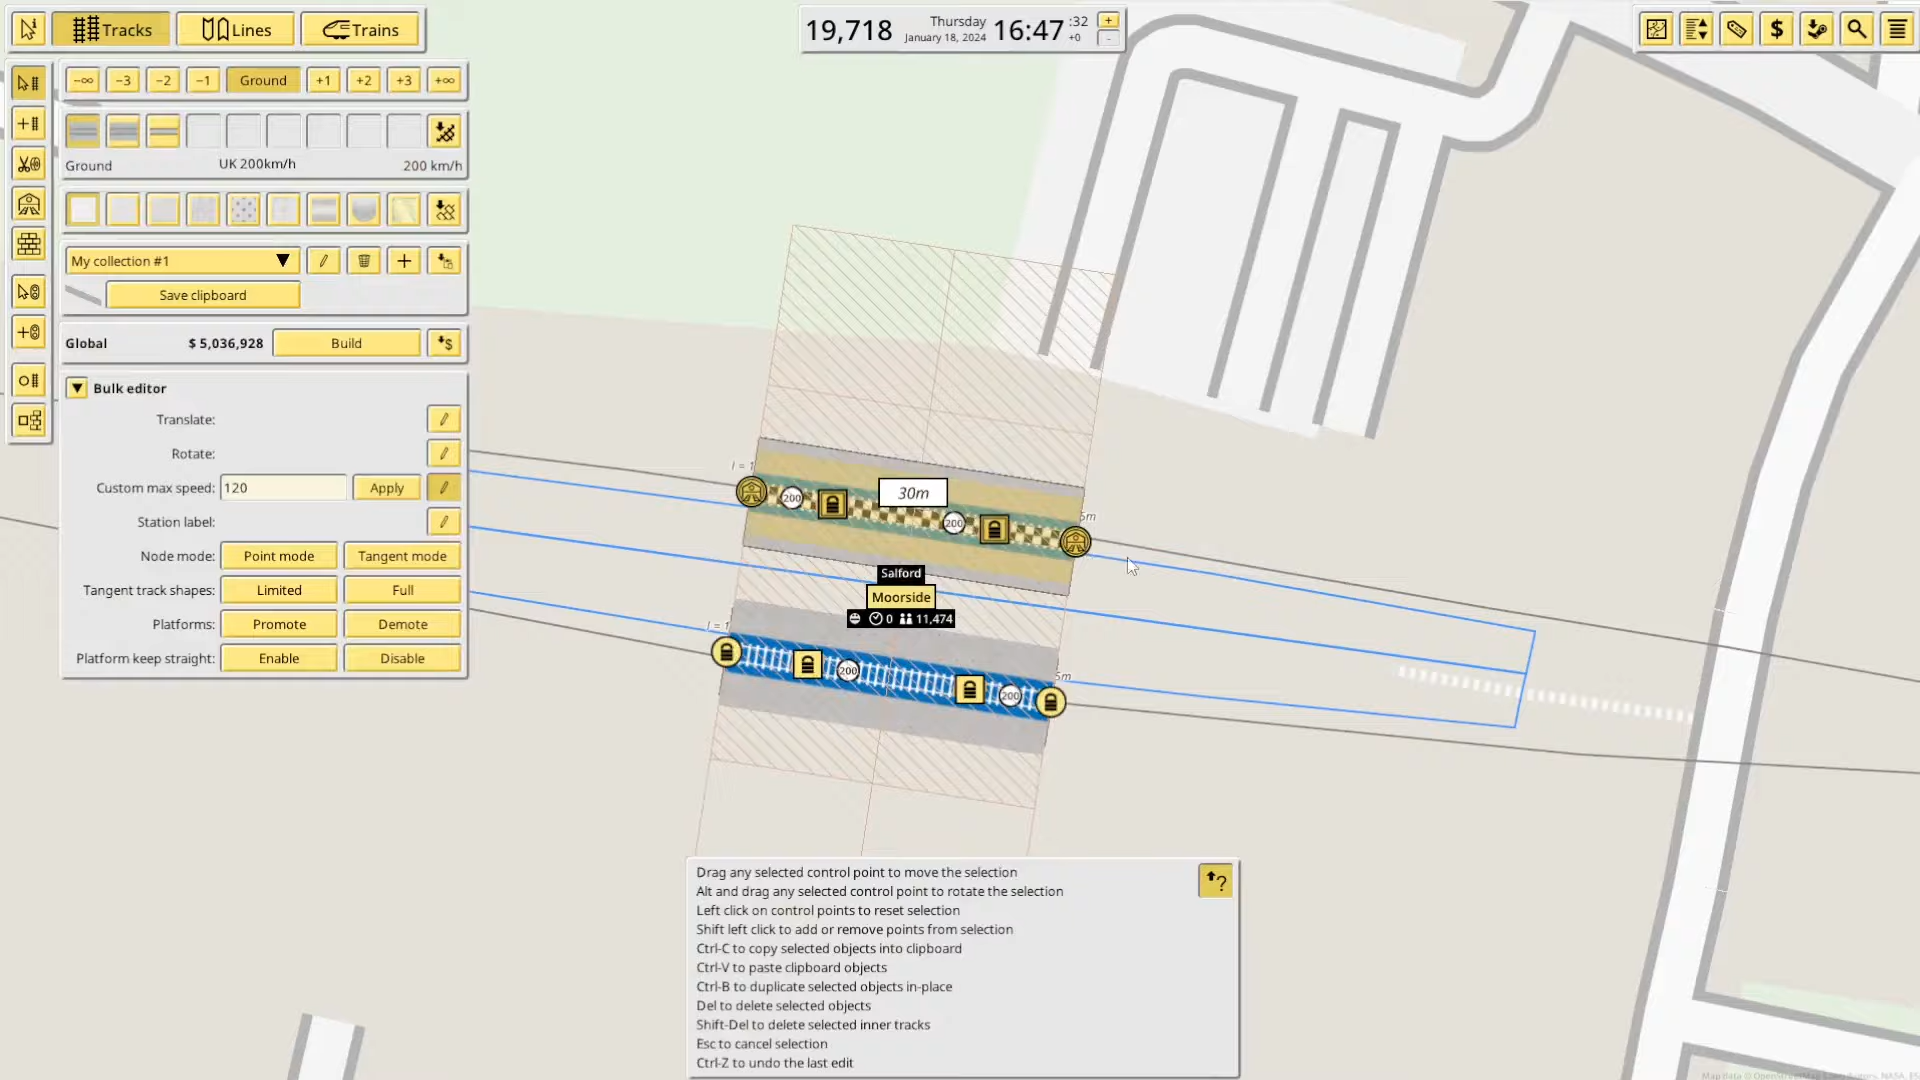 Tracks
Lines
Trains
19,718
Thursday
January 18, 2024
16:47
:32
+0
+
-
$
-∞
-3
-2
-1
Ground
+1
+2
+3
+∞
Ground
UK 200km/h
200 km/h
My collection #1
Save clipboard
Global
$ 5,036,928
Build
Bulk editor
Translate:
Rotate:
Custom max speed:
120
Apply
Station label:
Node mode:
Point mode
Tangent mode
Tangent track shapes:
Limited
Full
Platforms:
Promote
Demote
Platform keep straight:
Enable
Disable
l = 1
200
30m
200
5m
Salford
Moorside
0
11,474
l = 1
200
200
5m
Drag any selected control point to move the selection
Alt and drag any selected control point to rotate the selection
Left click on control points to reset selection
Shift left click to add or remove points from selection
Ctrl-C to copy selected objects into clipboard
Ctrl-V to paste clipboard objects
Ctrl-B to duplicate selected objects in-place
Del to delete selected objects
Shift-Del to delete selected inner tracks
Esc to cancel selection
Ctrl-Z to undo the last edit
?